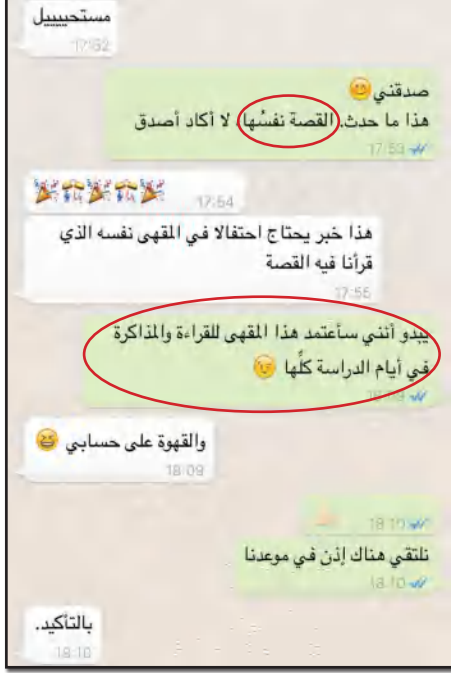 مستحيييييل
17:52
صدقني 😊
هذا ما حدث. القصة نفسُها، لا أكاد أصدق
17:53
🎉🎊🎉🎊🎉 17:54
هذا خبر يحتاج احتفالا في المقهى نفسه الذي
قرأنا فيه القصة
17:55
يبدو أنني سأعتمد هذا المقهى للقراءة والمذاكرة
في أيام الدراسة كلِّها 😉
والقهوة على حسابي 😆
18:09
18:10
نلتقي هناك إذن في موعدنا
18:10
بالتأكيد.
18:10